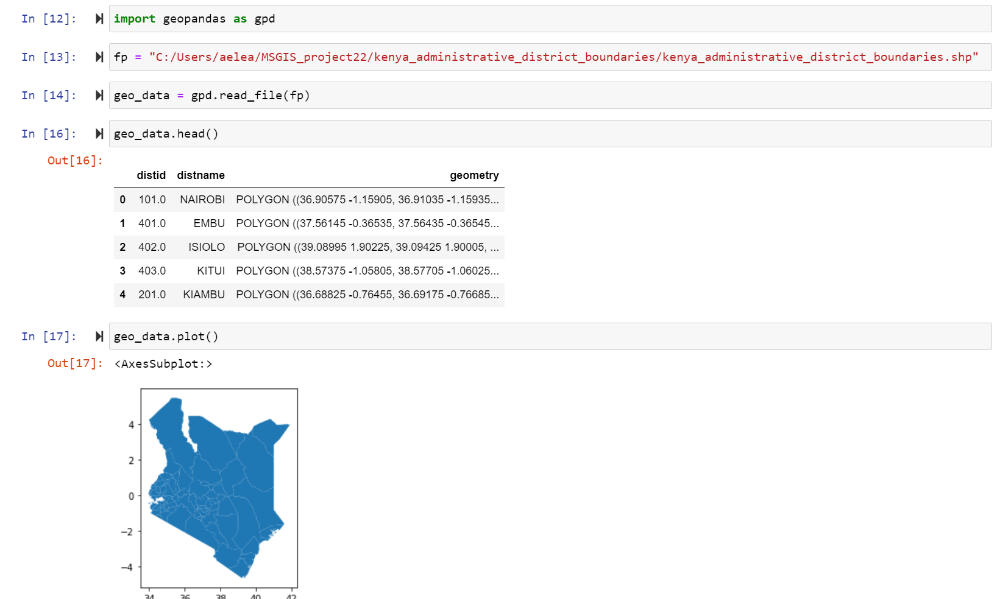 In [12]: import geopandas as gpd
In [13]: fp = "C:/Users/aelea/MSGIS_project22/kenya_administrative_district_boundaries/kenya_administrative_district_boundaries.shp"
In [14]: geo_data = gpd.read_file(fp)
In [16]: geo_data.head()
Out[16]:
distid distname geometry
0 101.0 NAIROBI POLYGON ((36.90575 -1.15905, 36.91035 -1.15935...
1 401.0 EMBU POLYGON ((37.56145 -0.36535, 37.56435 -0.36545...
2 402.0 ISIOLO POLYGON ((39.08995 1.90225, 39.09425 1.90005, ...
3 403.0 KITUI POLYGON ((38.57375 -1.05805, 38.57705 -1.06025...
4 201.0 KIAMBU POLYGON ((36.68825 -0.76455, 36.69175 -0.76685...
In [17]: geo_data.plot()
Out[17]: <AxesSubplot:>
4
2
0
−2
−4
34 36 38 40 42